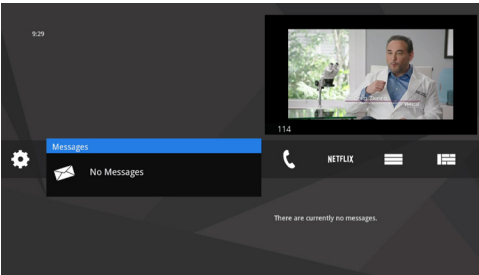 9:29
114
Messages
No Messages
NETFLIX
There are currently no messages.